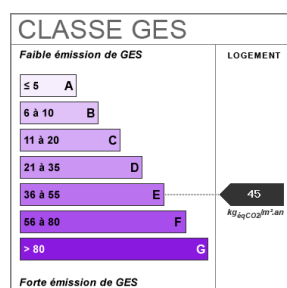 CLASSE GES
Faible émission de GES
LOGEMENT
≤ 5 A
6 à 10 B
11 à 20 C
21 à 35 D
36 à 55 E
45
kgéqCO2/m².an
56 à 80 F
> 80 G
Forte émission de GES